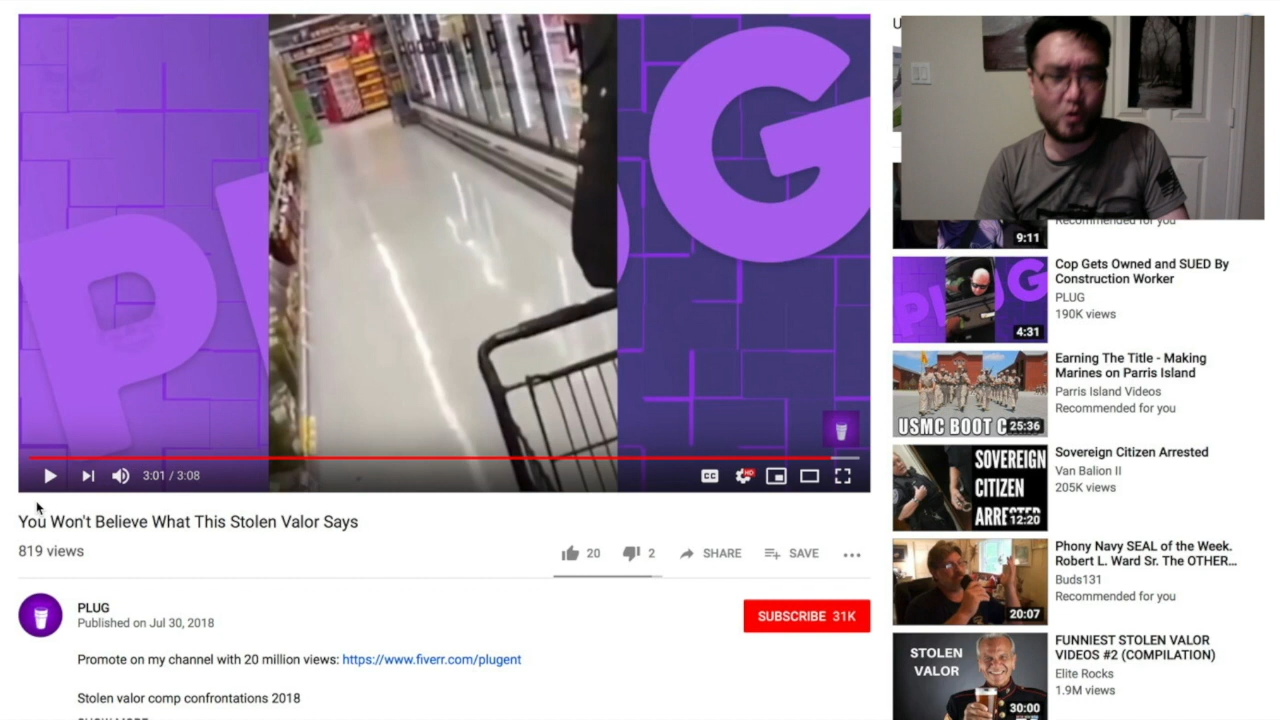 P
G
U
3:01 / 3:08
CC
HD
You Won't Believe What This Stolen Valor Says
819 views
20
2
SHARE
SAVE
PLUG
Published on Jul 30, 2018
SUBSCRIBE 31K
Promote on my channel with 20 million views: https://www.fiverr.com/plugent
Stolen valor comp confrontations 2018
SHOW MORE
Recommended for you
9:11
Cop Gets Owned and SUED By
Construction Worker
PLUG
190K views
4:31
Earning The Title - Making
Marines on Parris Island
Parris Island Videos
Recommended for you
USMC BOOT C
25:36
Sovereign Citizen Arrested
Van Balion II
205K views
SOVEREIGN
CITIZEN
ARRESTED
12:20
Phony Navy SEAL of the Week.
Robert L. Ward Sr. The OTHER...
Buds131
Recommended for you
20:07
FUNNIEST STOLEN VALOR
VIDEOS #2 (COMPILATION)
Elite Rocks
1.9M views
STOLEN
VALOR
30:00